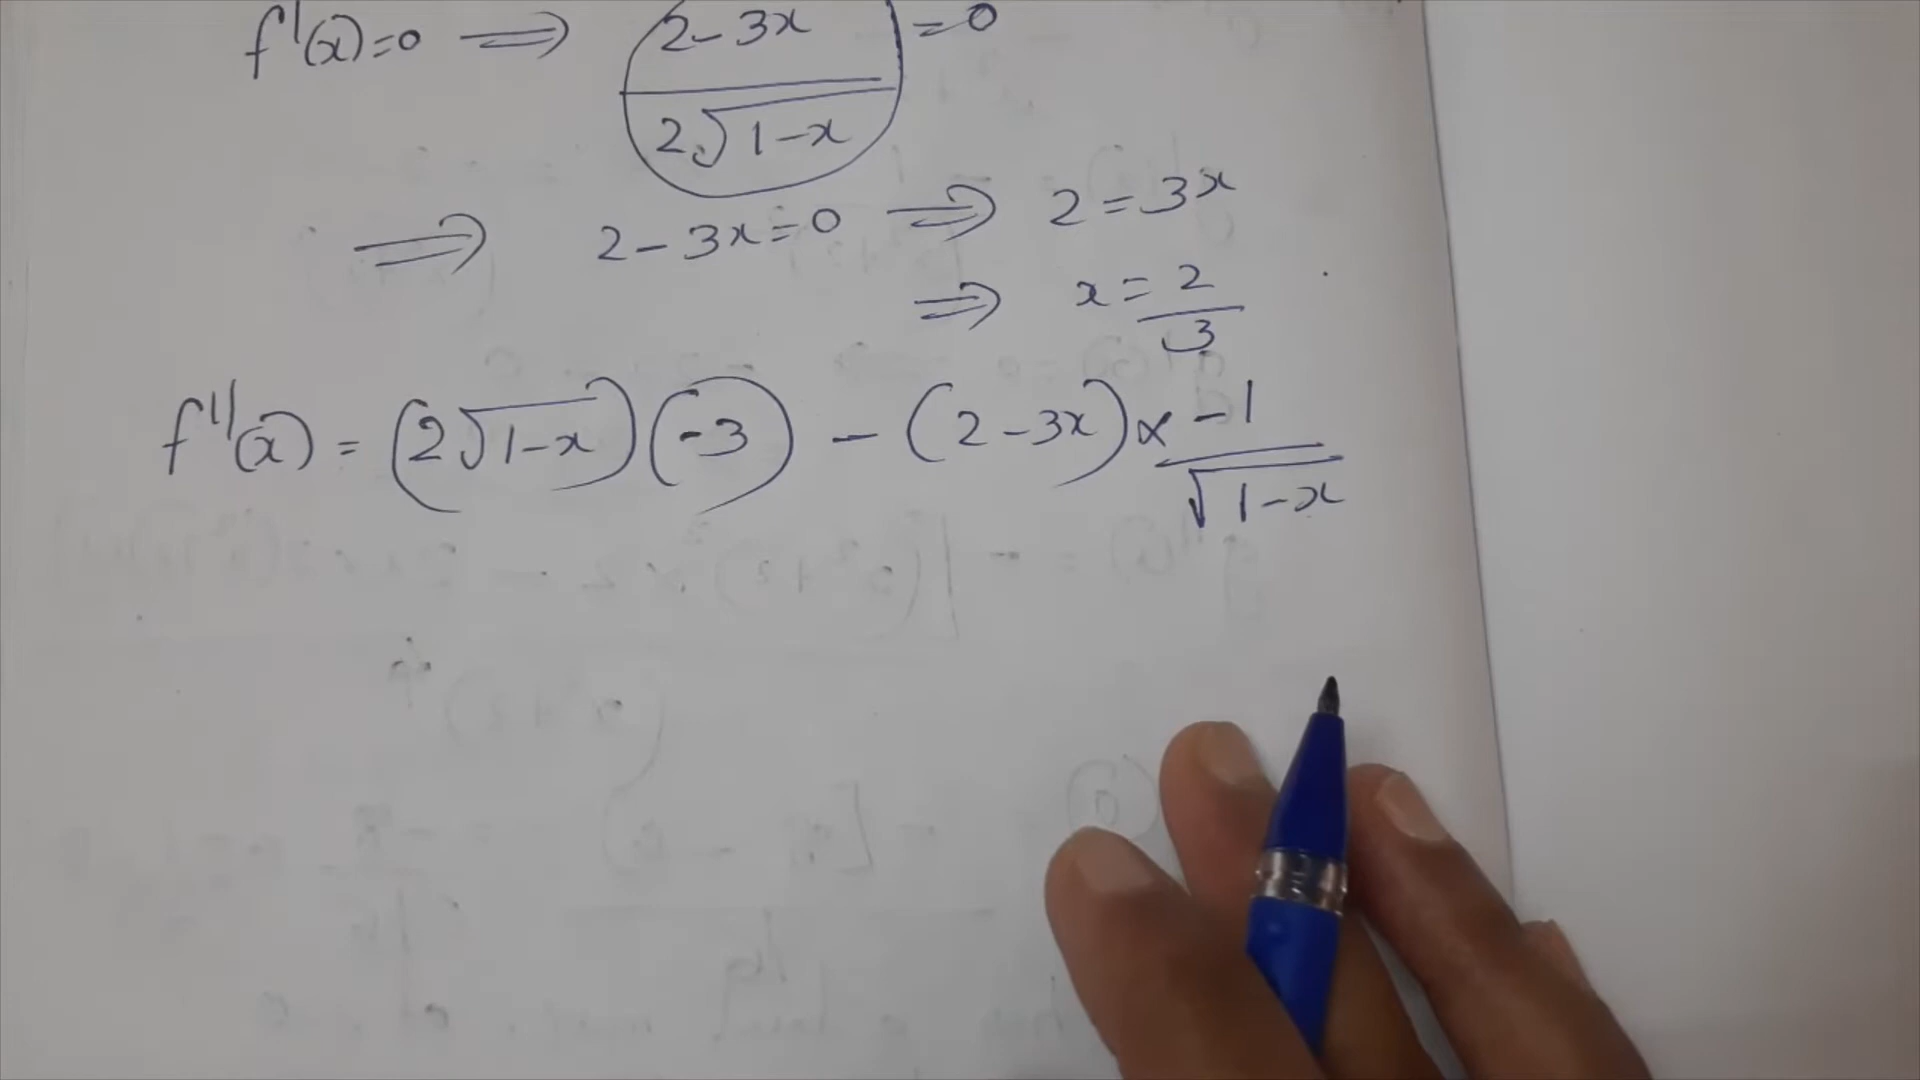 f'(x)=0 ⟹ (2-3x)/(2√(1-x)) =0
⟹ 2-3x=0 ⟹ 2=3x
⟹ x=2/3
f''(x) = (2√(1-x))(-3) - (2-3x)× -1/√(1-x)